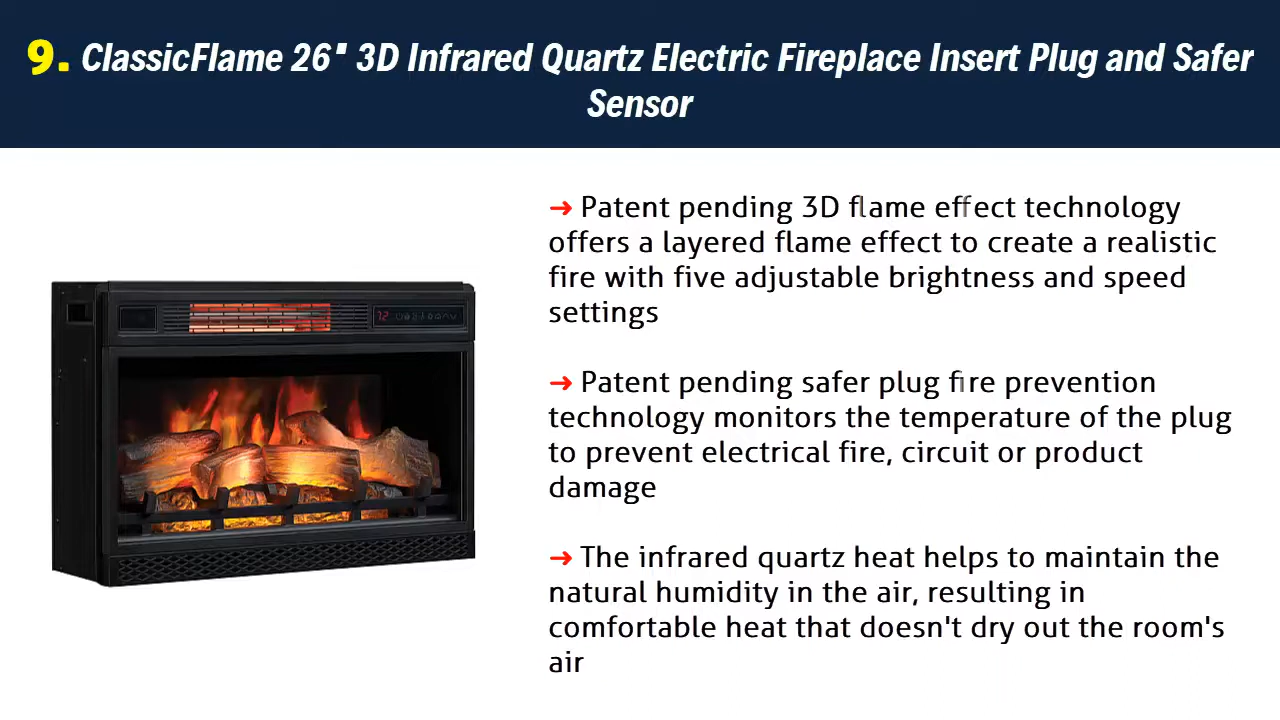 9. ClassicFlame 26" 3D Infrared Quartz Electric Fireplace Insert Plug and Safer
Sensor
➜ Patent pending 3D flame effect technology
offers a layered flame effect to create a realistic
fire with five adjustable brightness and speed
settings
72
➜ Patent pending safer plug fire prevention
technology monitors the temperature of the plug
to prevent electrical fire, circuit or product
damage
➜ The infrared quartz heat helps to maintain the
natural humidity in the air, resulting in
comfortable heat that doesn't dry out the room's
air